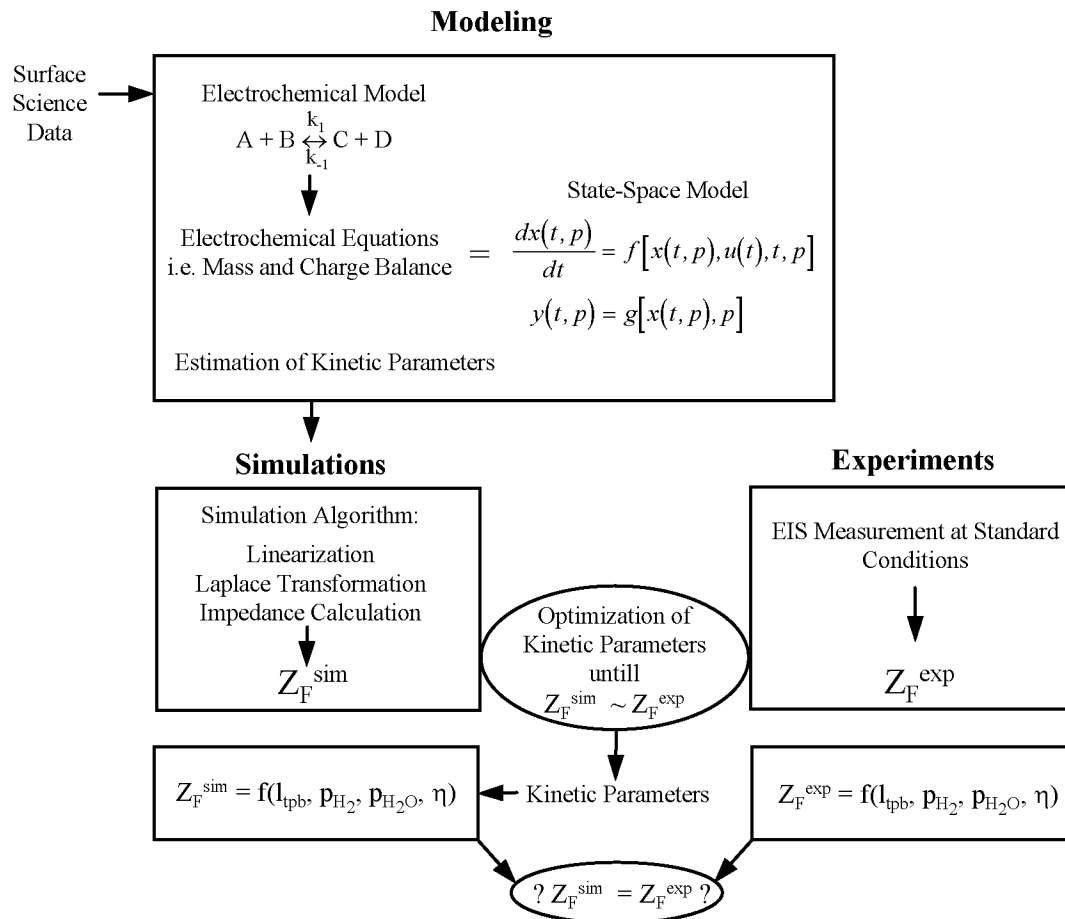 Modeling
Surface
Science
Data
Electrochemical Model
k₁
A + B ↔ C + D
k₋₁
State-Space Model
Electrochemical Equations
i.e. Mass and Charge Balance
= dx(t, p)/dt = f[x(t, p), u(t), t, p]
y(t, p) = g[x(t, p), p]
Estimation of Kinetic Parameters
Simulations
Simulation Algorithm:
Linearization
Laplace Transformation
Impedance Calculation
Z_F^sim
Optimization of
Kinetic Parameters
untill
Z_F^sim ~ Z_F^exp
Experiments
EIS Measurement at Standard
Conditions
Z_F^exp
Z_F^sim = f(l_tpb, p_H₂, p_H₂O, η)
Kinetic Parameters
Z_F^exp = f(l_tpb, p_H₂, p_H₂O, η)
? Z_F^sim = Z_F^exp ?